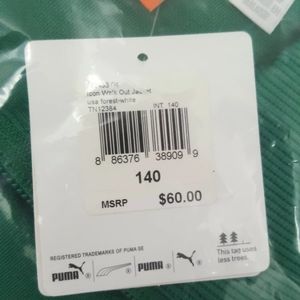 Icon Walk Out Jacket
usa forest-white
TN12384
INT 140
8 86376 38909 9
140
MSRP $60.00
REGISTERED TRADEMARKS OF PUMA SE
PUMA ® ® PUMA ® ®
This tag uses
less trees.